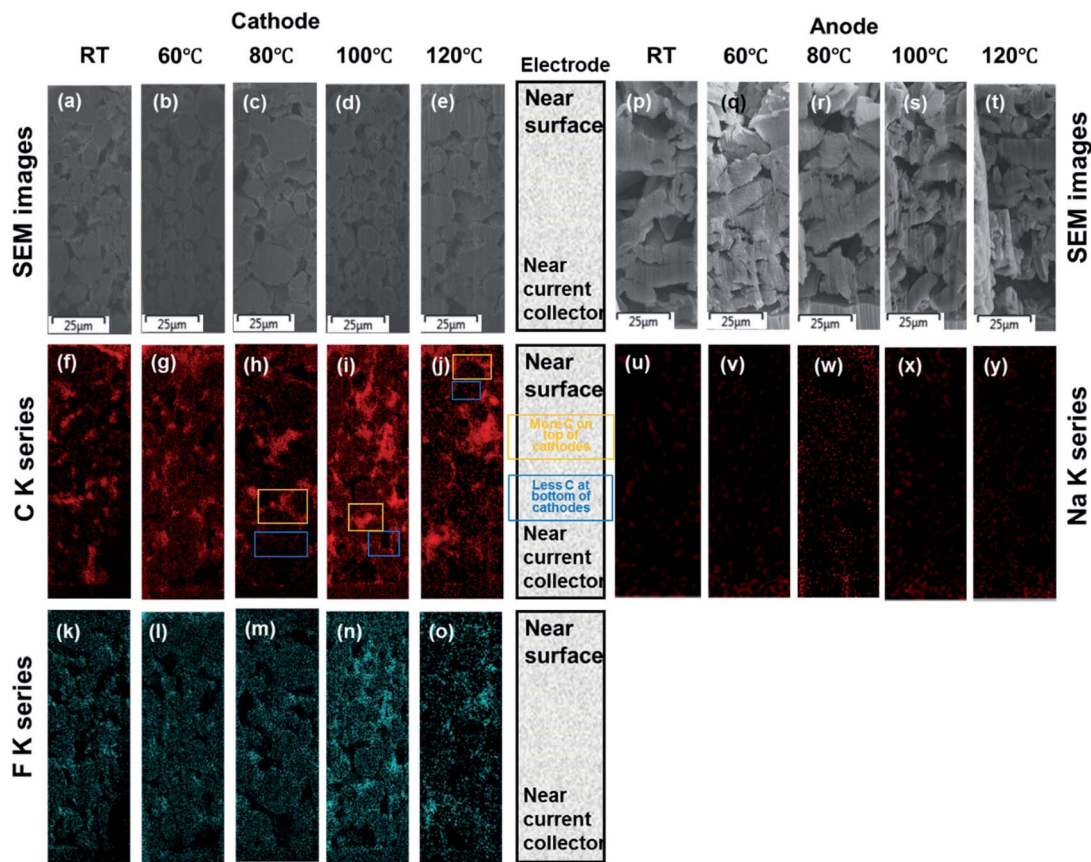 Cathode
Anode
RT
60℃
80℃
100℃
120℃
Electrode
RT
60℃
80℃
100℃
120℃
SEM images
(a)
(b)
(c)
(d)
(e)
Near
surface
Near
current
collector
(p)
(q)
(r)
(s)
(t)
SEM images
25μm
25μm
25μm
25μm
25μm
25μm
25μm
25μm
25μm
25μm
C K series
(f)
(g)
(h)
(i)
(j)
Near
surface
More C on
top of
cathodes
Less C at
bottom of
cathodes
Near
current
collector
(u)
(v)
(w)
(x)
(y)
Na K series
F K series
(k)
(l)
(m)
(n)
(o)
Near
surface
Near
current
collector